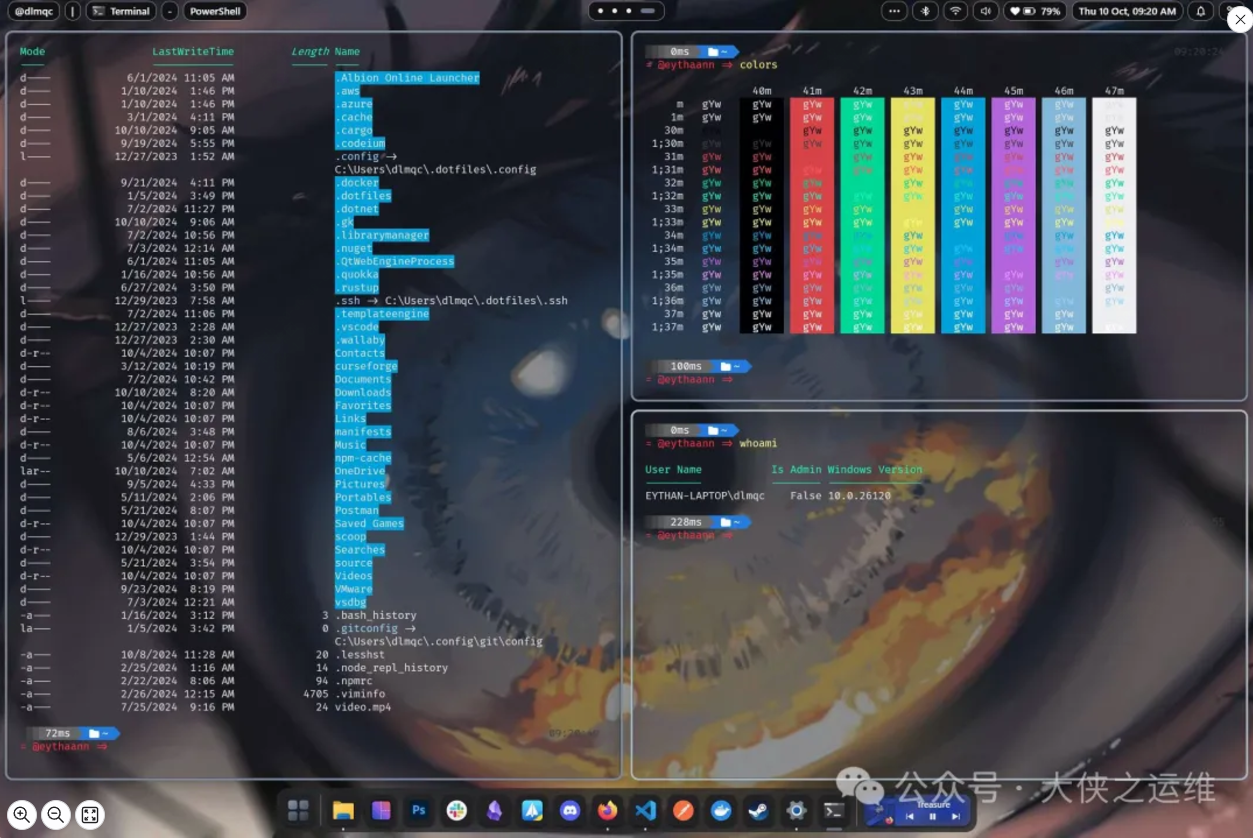 @dlmqc | Terminal - PowerShell
79% Thu 10 Oct, 09:20 AM
Mode LastWriteTime Length Name
d—— 6/1/2024 11:05 AM .Albion Online Launcher
d—— 1/10/2024 1:46 PM .aws
d—— 1/10/2024 1:46 PM .azure
d—— 3/1/2024 4:11 PM .cache
d—— 10/10/2024 9:05 AM .cargo
d—— 9/19/2024 5:55 PM .codeium
l—— 12/27/2023 1:52 AM .config →
C:\Users\dlmqc\.dotfiles\.config
d—— 9/21/2024 4:11 PM .docker
d—— 1/5/2024 3:49 PM .dotfiles
d—— 7/2/2024 11:27 PM .dotnet
d—— 10/10/2024 9:06 AM .gk
d—— 7/2/2024 10:56 PM .librarymanager
d—— 7/3/2024 12:14 AM .nuget
d—— 6/1/2024 11:05 AM .QtWebEngineProcess
d—— 1/16/2024 10:56 AM .quokka
d—— 6/27/2024 3:50 PM .rustup
l—— 12/29/2023 7:58 AM .ssh → C:\Users\dlmqc\.dotfiles\.ssh
d—— 7/2/2024 11:06 PM .templateengine
d—— 12/27/2023 2:28 AM .vscode
d—— 12/27/2023 2:30 AM .wallaby
d-r-- 10/4/2024 10:07 PM Contacts
d—— 3/12/2024 10:19 PM curseforge
d—— 7/2/2024 10:42 PM Documents
d-r-- 10/10/2024 8:20 AM Downloads
d-r-- 10/4/2024 10:07 PM Favorites
d-r-- 10/4/2024 10:07 PM Links
d—— 8/6/2024 3:48 PM manifests
d-r-- 10/4/2024 10:07 PM Music
d—— 5/6/2024 12:54 AM npm-cache
lar-- 10/10/2024 7:02 AM OneDrive
d—— 9/5/2024 4:33 PM Pictures
d—— 5/11/2024 2:06 PM Portables
d—— 5/21/2024 8:07 PM Postman
d-r-- 10/4/2024 10:07 PM Saved Games
d—— 12/29/2023 1:44 PM scoop
d-r-- 10/4/2024 10:07 PM Searches
d—— 5/21/2024 3:54 PM source
d-r-- 10/4/2024 10:07 PM Videos
d—— 9/23/2024 8:19 PM VMware
d—— 7/3/2024 12:21 AM vsdbg
-a—— 1/16/2024 3:12 PM 3 .bash_history
la—— 1/5/2024 3:42 PM 0 .gitconfig →
C:\Users\dlmqc\.config\git\config
-a—— 10/8/2024 11:28 AM 20 .lesshst
-a—— 2/25/2024 1:16 AM 14 .node_repl_history
-a—— 2/22/2024 8:06 AM 94 .npmrc
-a—— 2/26/2024 12:15 AM 4705 .viminfo
-a—— 7/25/2024 9:16 PM 24 video.mp4
72ms ~
= @eythaann ⇒
0ms ~ 09:20:24
= @eythaann ⇒ colors
40m 41m 42m 43m 44m 45m 46m 47m
m gYw gYw gYw gYw gYw gYw gYw gYw gYw
1m gYw gYw gYw gYw gYw gYw gYw gYw gYw
30m gYw gYw gYw gYw gYw gYw gYw
1;30m gYw gYw gYw gYw gYw gYw gYw gYw
31m gYw gYw gYw gYw gYw gYw gYw gYw
1;31m gYw gYw gYw gYw gYw gYw gYw gYw
32m gYw gYw gYw gYw gYw gYw gYw gYw
1;32m gYw gYw gYw gYw gYw gYw gYw gYw
33m gYw gYw gYw gYw gYw gYw gYw gYw
1;33m gYw gYw gYw gYw gYw gYw gYw gYw
34m gYw gYw gYw gYw gYw gYw gYw gYw
1;34m gYw gYw gYw gYw gYw gYw gYw gYw gYw
35m gYw gYw gYw gYw gYw gYw gYw gYw
1;35m gYw gYw gYw gYw gYw gYw gYw gYw gYw
36m gYw gYw gYw gYw gYw gYw gYw gYw
1;36m gYw gYw gYw gYw gYw gYw gYw gYw gYw
37m gYw gYw gYw gYw gYw gYw gYw gYw
1;37m gYw gYw gYw gYw gYw gYw gYw gYw
100ms ~
= @eythaann ⇒
0ms ~
= @eythaann ⇒ whoami
User Name Is Admin Windows Version
EYTHAN-LAPTOP\dlmqc False 10.0.26120
228ms ~
= @eythaann ⇒
公众号 · 大侠之运维
Ps
Treasure